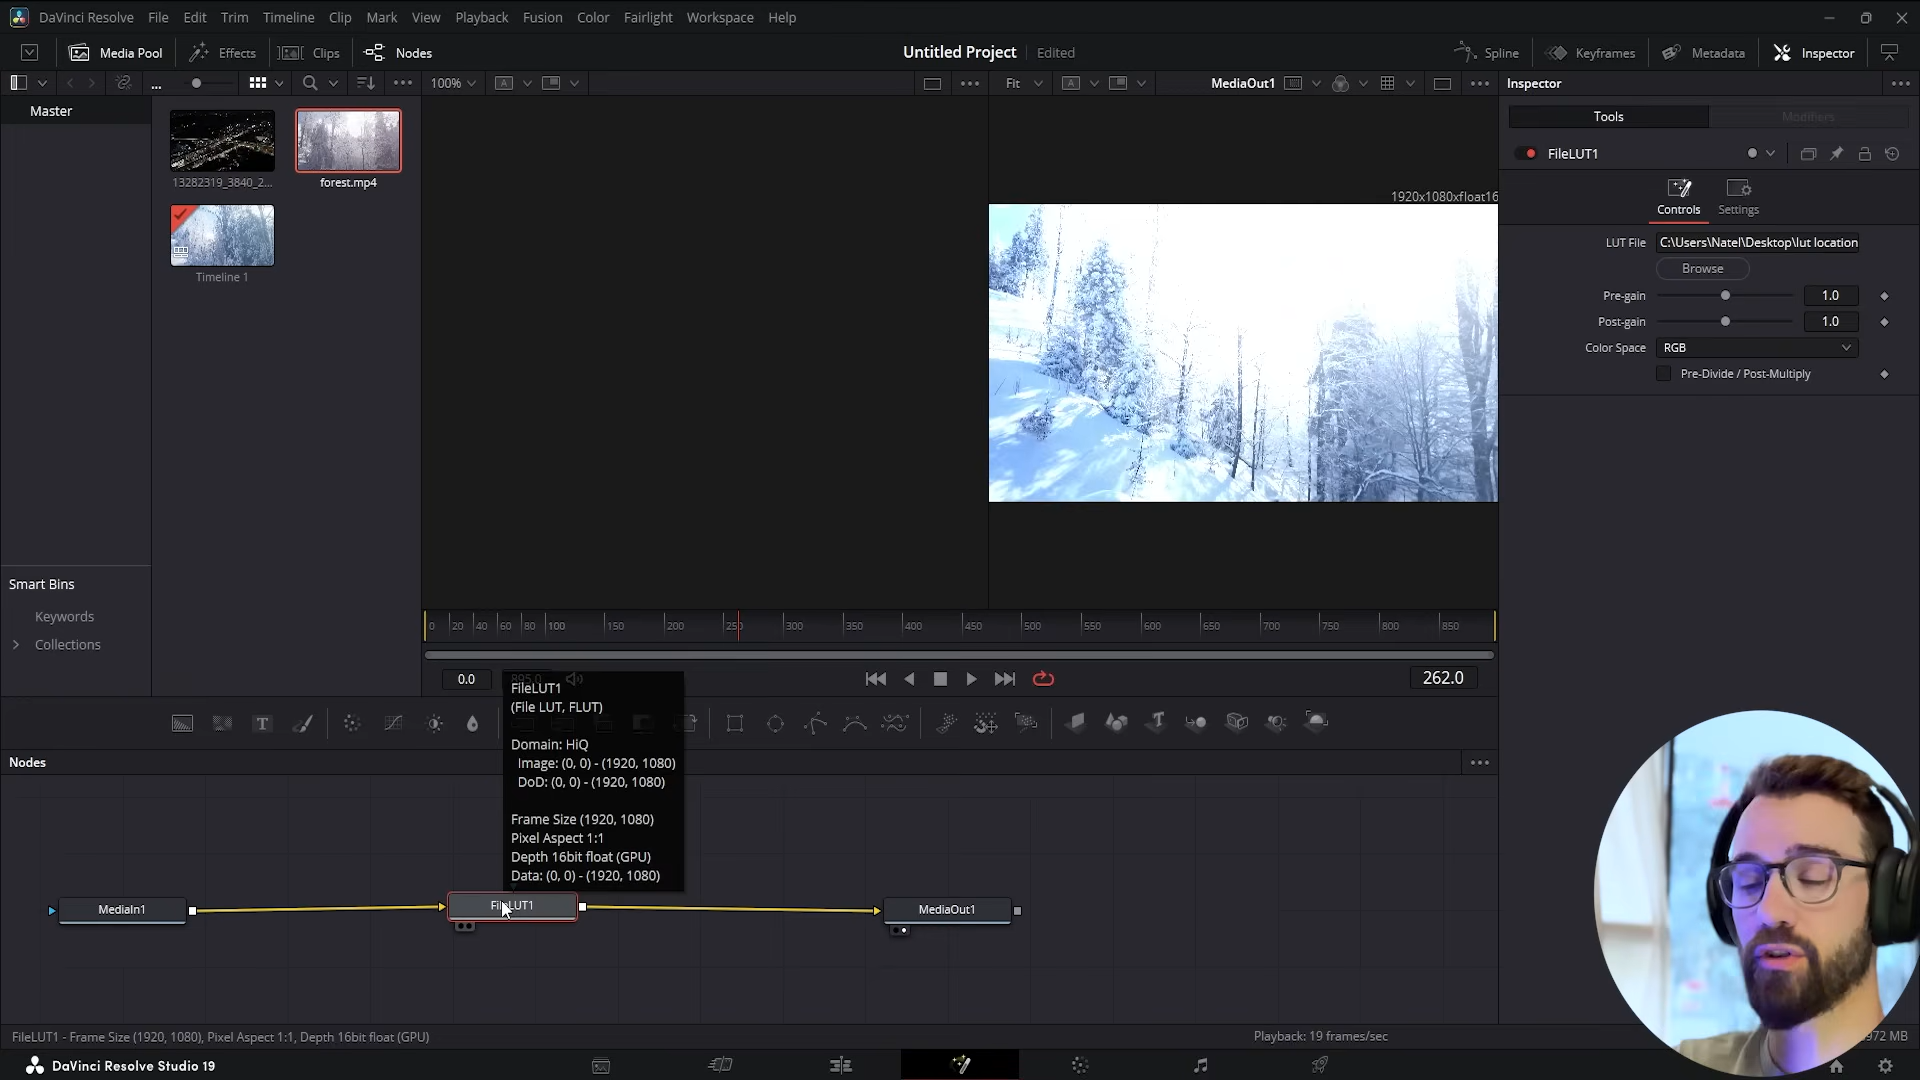 DaVinci Resolve File Edit Trim Timeline Clip Mark View Playback Fusion Color Fairlight Workspace Help
Media Pool Effects Clips Nodes Untitled Project Edited Spline Keyframes Metadata Inspector
... 100% Fit MediaOut1 Inspector
Master
Tools Modifiers
FileLUT1
13282319_3840_2... forest.mp4
1920x1080xfloat16
Controls Settings
LUT File C:\Users\Natel\Desktop\lut location
Browse
Timeline 1
Pre-gain 1.0
Post-gain 1.0
Color Space RGB
Pre-Divide / Post-Multiply
Smart Bins
Keywords
Collections
0 20 40 60 80 100 150 200 250 300 350 400 450 500 550 600 650 700 750 800 850
0.0 895.0 262.0
FileLUT1
(File LUT, FLUT)
Domain: HiQ
Image: (0, 0) - (1920, 1080)
DoD: (0, 0) - (1920, 1080)
Frame Size (1920, 1080)
Pixel Aspect 1:1
Depth 16bit float (GPU)
Data: (0, 0) - (1920, 1080)
Nodes
MediaIn1 FileLUT1 MediaOut1
FileLUT1 - Frame Size (1920, 1080), Pixel Aspect 1:1, Depth 16bit float (GPU) Playback: 19 frames/sec 972 MB
DaVinci Resolve Studio 19